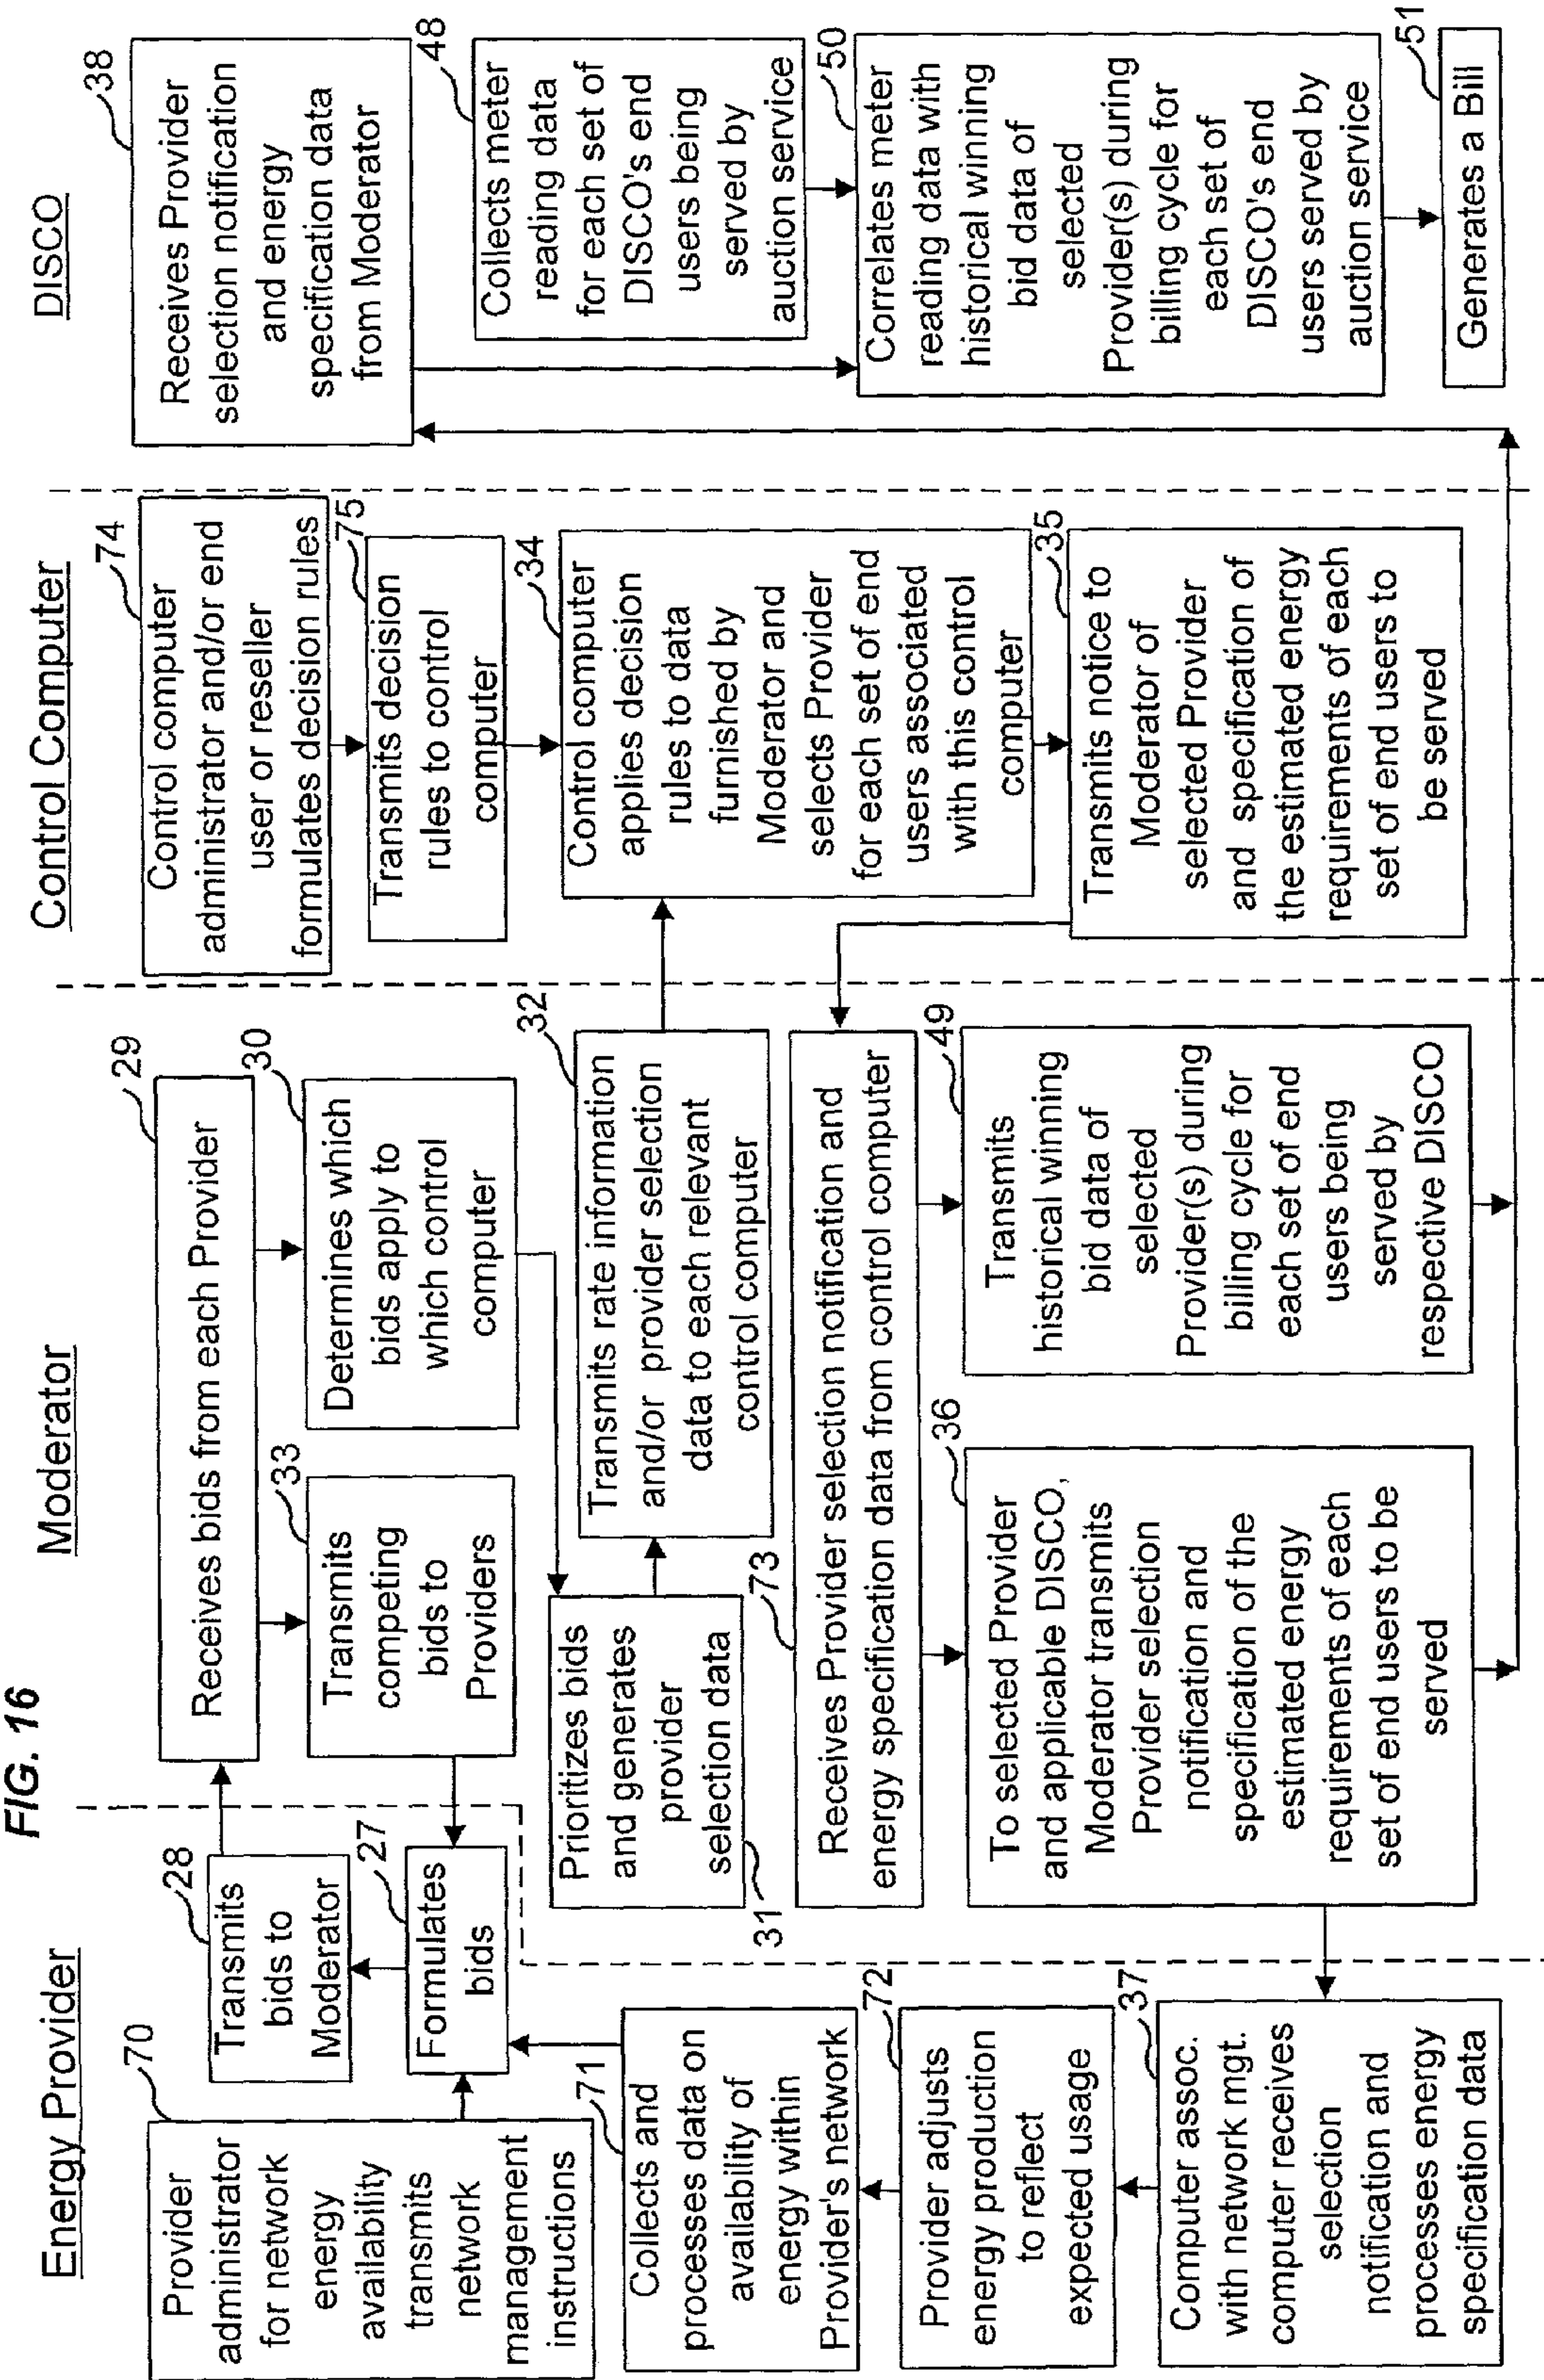 FIG. 16
Energy Provider
70
Provider
administrator
for network
energy
availability
transmits
network
management
instructions
28
Transmits
bids to
Moderator
27
Formulates
bids
71
Collects and
processes data on
availability of
energy within
Provider's network
72
Provider adjusts
energy production
to reflect
expected usage
37
Computer assoc.
with network mgt.
computer receives
selection
notification and
processes energy
specification data
Moderator
29
Receives bids from each Provider
33
Transmits
competing
bids to
Providers
30
Determines which
bids apply to
which control
computer
31
Prioritizes bids
and generates
provider
selection data
32
Transmits rate information
and/or provider selection
data to each relevant
control computer
73
Receives Provider selection notification and
energy specification data from control computer
36
To selected Provider
and applicable DISCO,
Moderator transmits
Provider selection
notification and
specification of the
estimated energy
requirements of each
set of end users to be
served
49
Transmits
historical winning
bid data of
selected
Provider(s) during
billing cycle for
each set of end
users being
served by
respective DISCO
Control Computer
74
Control computer
administrator and/or end
user or reseller
formulates decision rules
75
Transmits decision
rules to control
computer
34
Control computer
applies decision
rules to data
furnished by
Moderator and
selects Provider
for each set of end
users associated
with this control
computer
35
Transmits notice to
Moderator of
selected Provider
and specification of
the estimated energy
requirements of each
set of end users to
be served
DISCO
38
Receives Provider
selection notification
and energy
specification data
from Moderator
48
Collects meter
reading data
for each set of
DISCO's end
users being
served by
auction service
50
Correlates meter
reading data with
historical winning
bid data of
selected
Provider(s) during
billing cycle for
each set of
DISCO's end
users served by
auction service
51
Generates a Bill